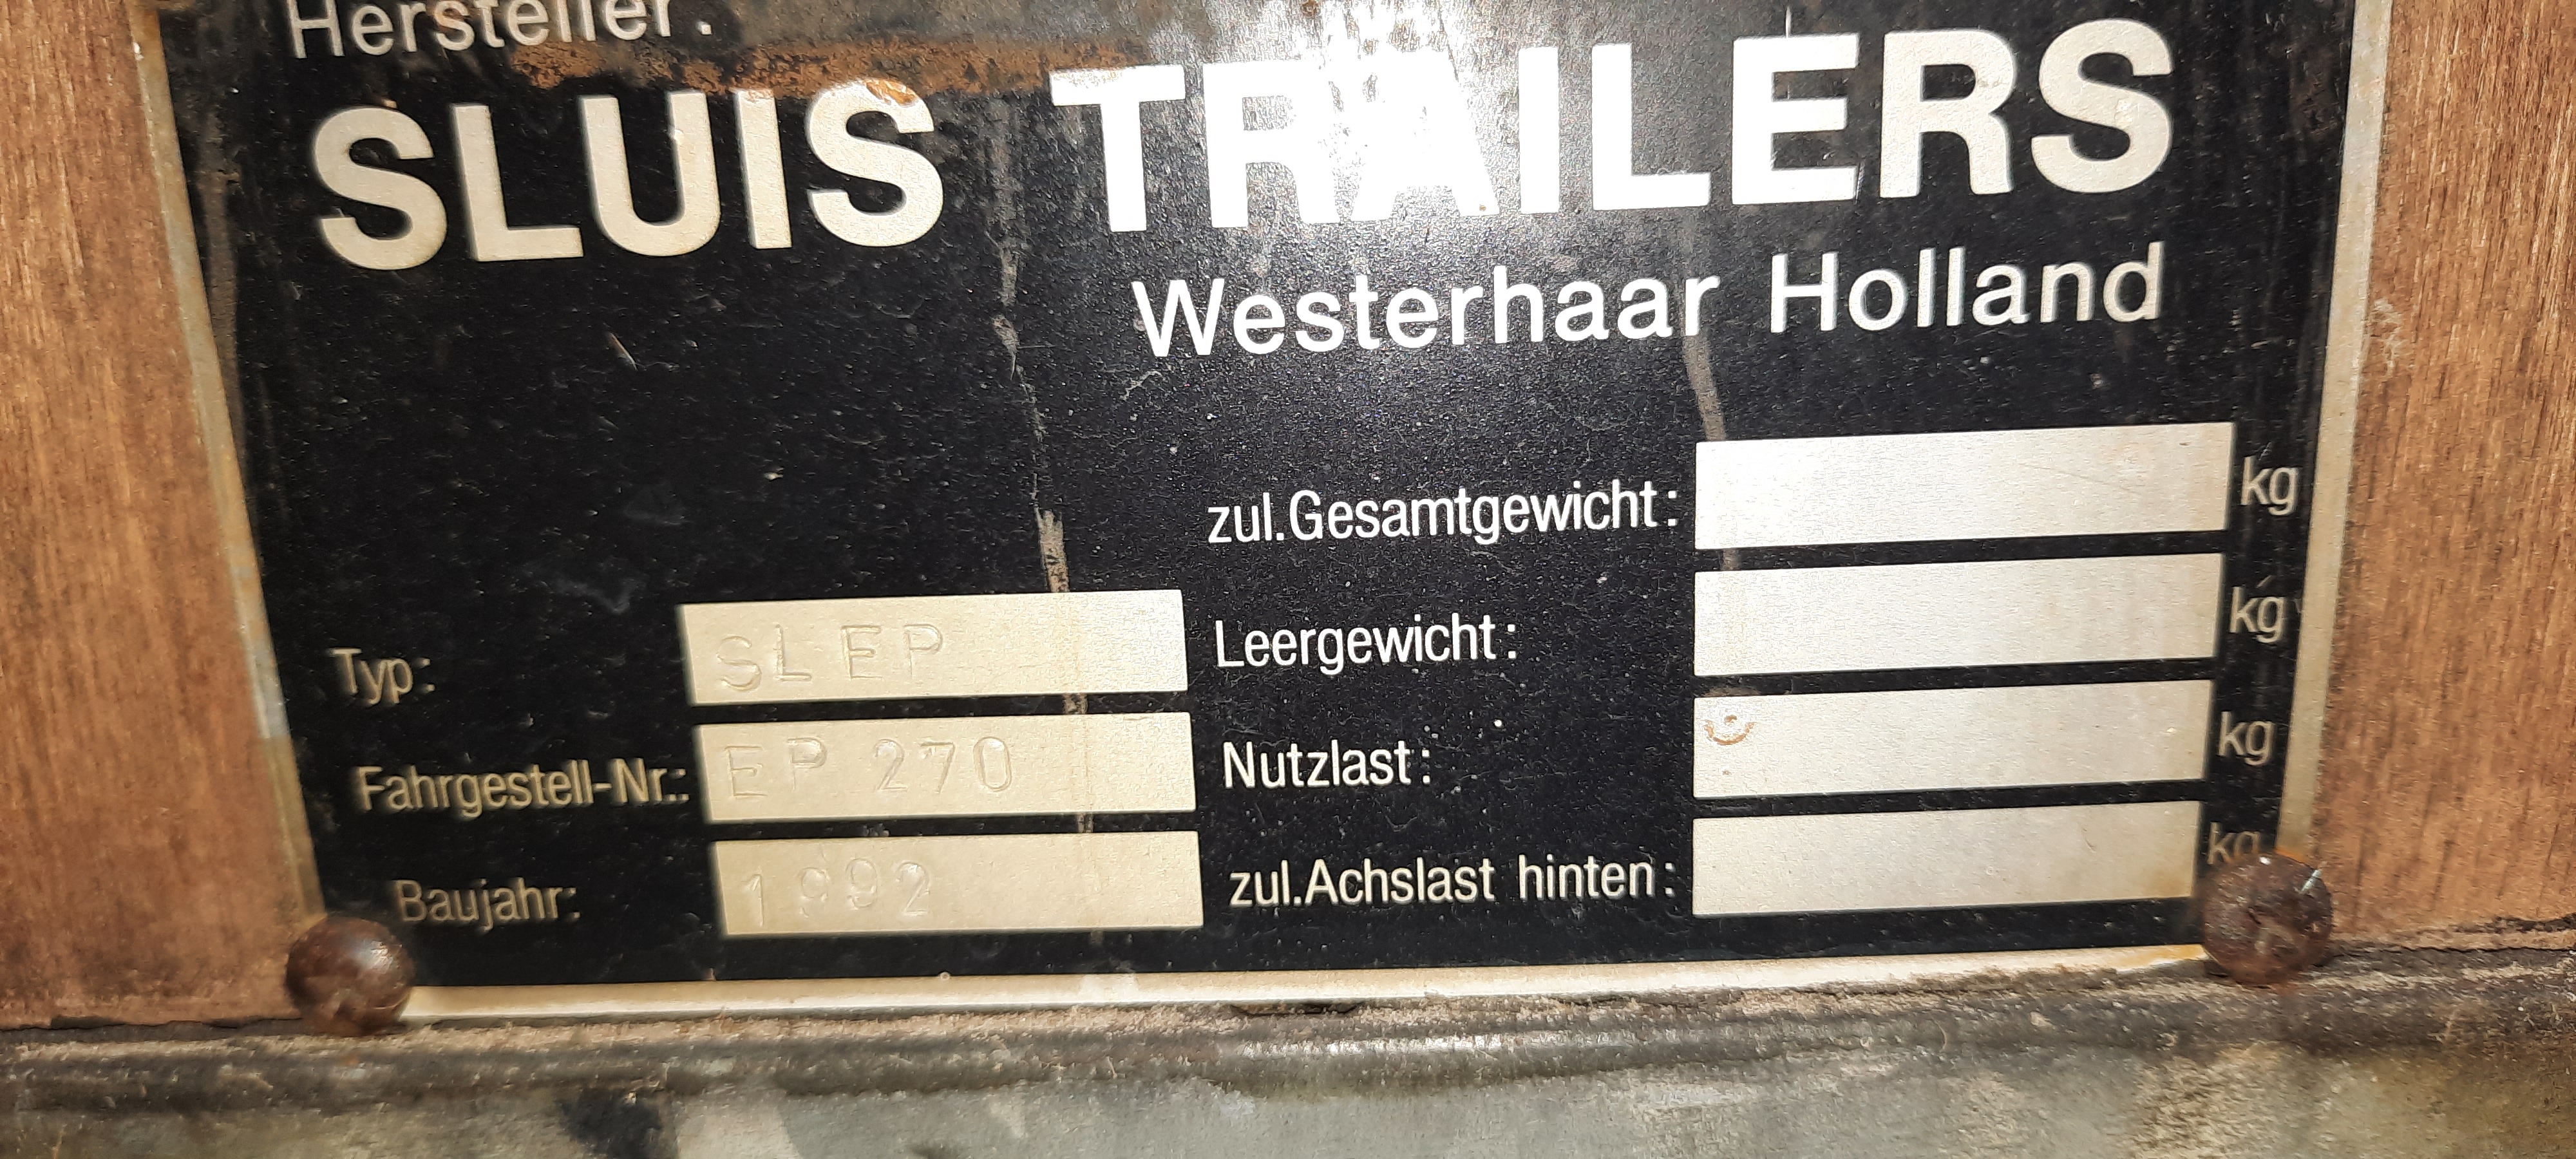 Hersteller:
SLUIS TRAILERS
Westerhaar Holland
zul.Gesamtgewicht: kg
Typ: SLEP
Leergewicht: kg
Fahrgestell-Nr.: EP 270
Nutzlast: kg
Baujahr: 1992
zul.Achslast hinten: kg